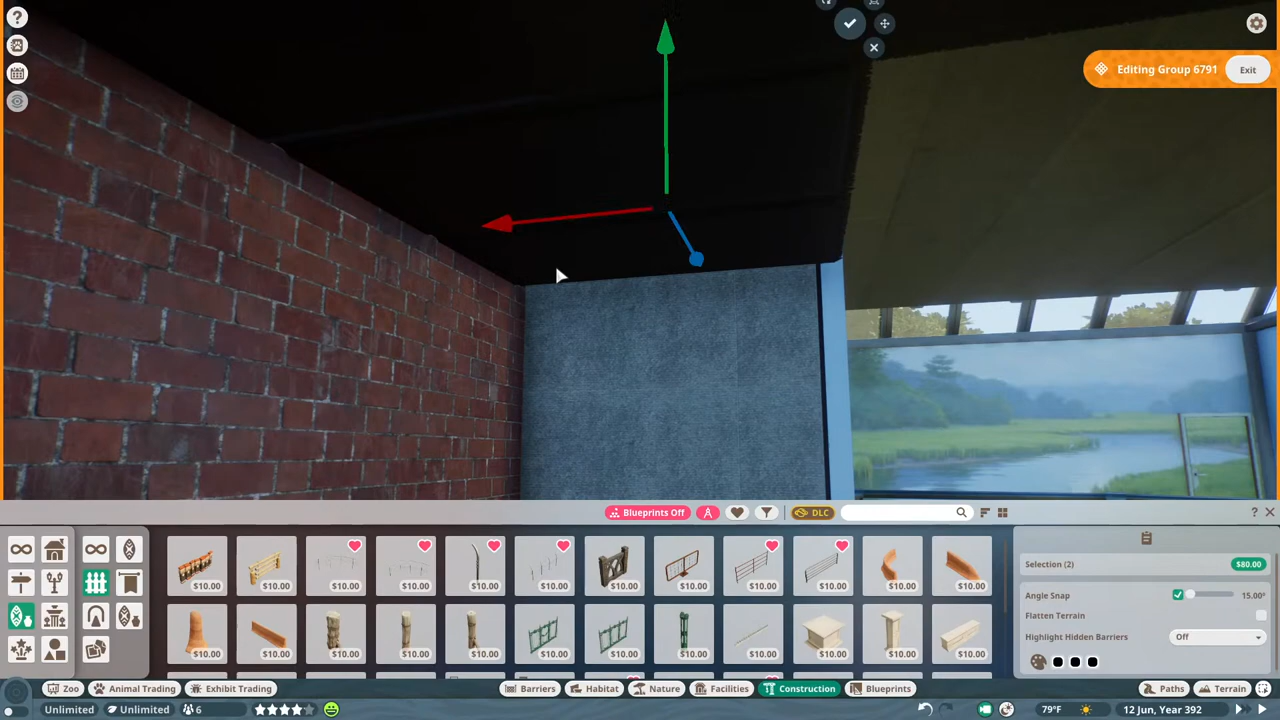 Editing Group 6791
Exit
Blueprints Off
DLC
$10.00 $10.00 $10.00 $10.00 $10.00 $10.00 $10.00 $10.00 $10.00 $10.00 $10.00 $10.00
$10.00 $10.00 $10.00 $10.00 $10.00 $10.00 $10.00 $10.00 $10.00 $10.00 $10.00 $10.00
Selection (2) $80.00
Angle Snap 15.00°
Flatten Terrain
Highlight Hidden Barriers Off
Zoo Animal Trading Exhibit Trading Barriers Habitat Nature Facilities Construction Blueprints Paths Terrain
Unlimited Unlimited 6 79°F 12 Jun, Year 392